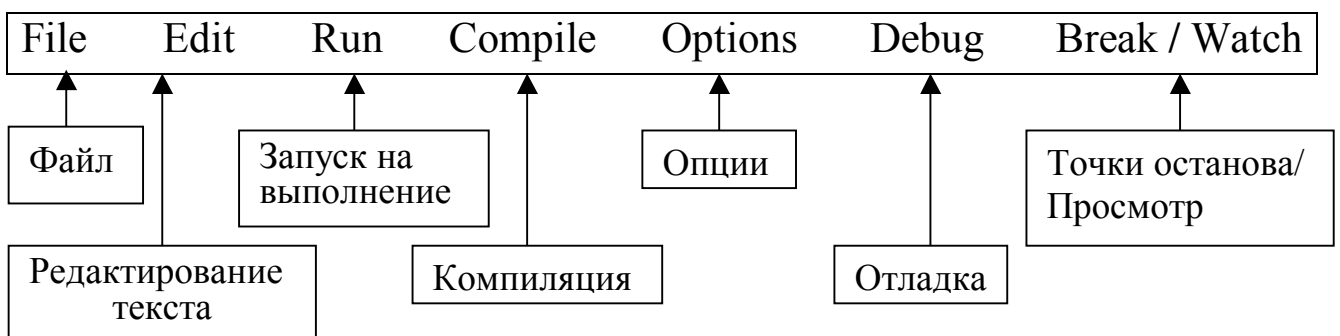 File Edit Run Compile Options Debug Break / Watch
Файл
Запуск на
выполнение
Опции
Точки останова/
Просмотр
Редактирование
текста
Компиляция
Отладка